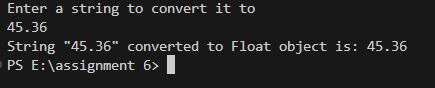 Enter a string to convert it to
45.36
String "45.36" converted to Float object is: 45.36
PS E:\assignment 6>